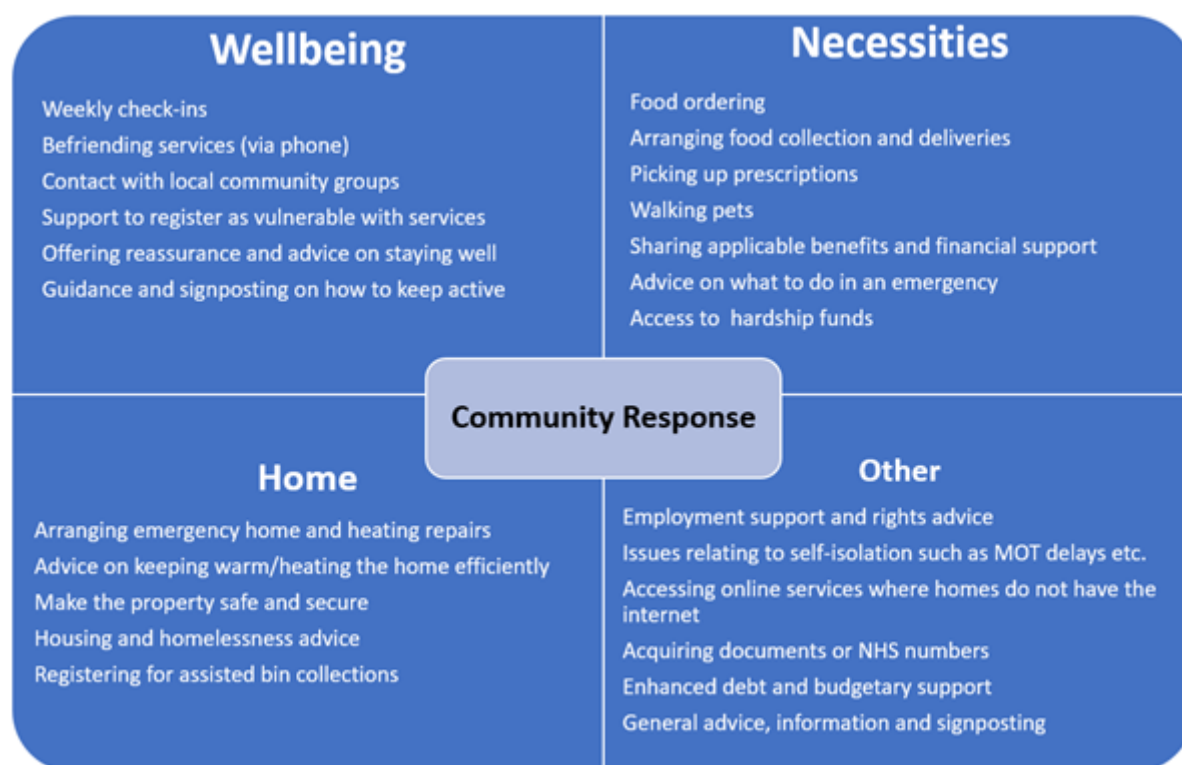 Wellbeing
Weekly check-ins
Befriending services (via phone)
Contact with local community groups
Support to register as vulnerable with services
Offering reassurance and advice on staying well
Guidance and signposting on how to keep active
Necessities
Food ordering
Arranging food collection and deliveries
Picking up prescriptions
Walking pets
Sharing applicable benefits and financial support
Advice on what to do in an emergency
Access to  hardship funds
Community Response
Home
Arranging emergency home and heating repairs
Advice on keeping warm/heating the home efficiently
Make the property safe and secure
Housing and homelessness advice
Registering for assisted bin collections
Other
Employment support and rights advice
Issues relating to self-isolation such as MOT delays etc.
Accessing online services where homes do not have the
internet
Acquiring documents or NHS numbers
Enhanced debt and budgetary support
General advice, information and signposting